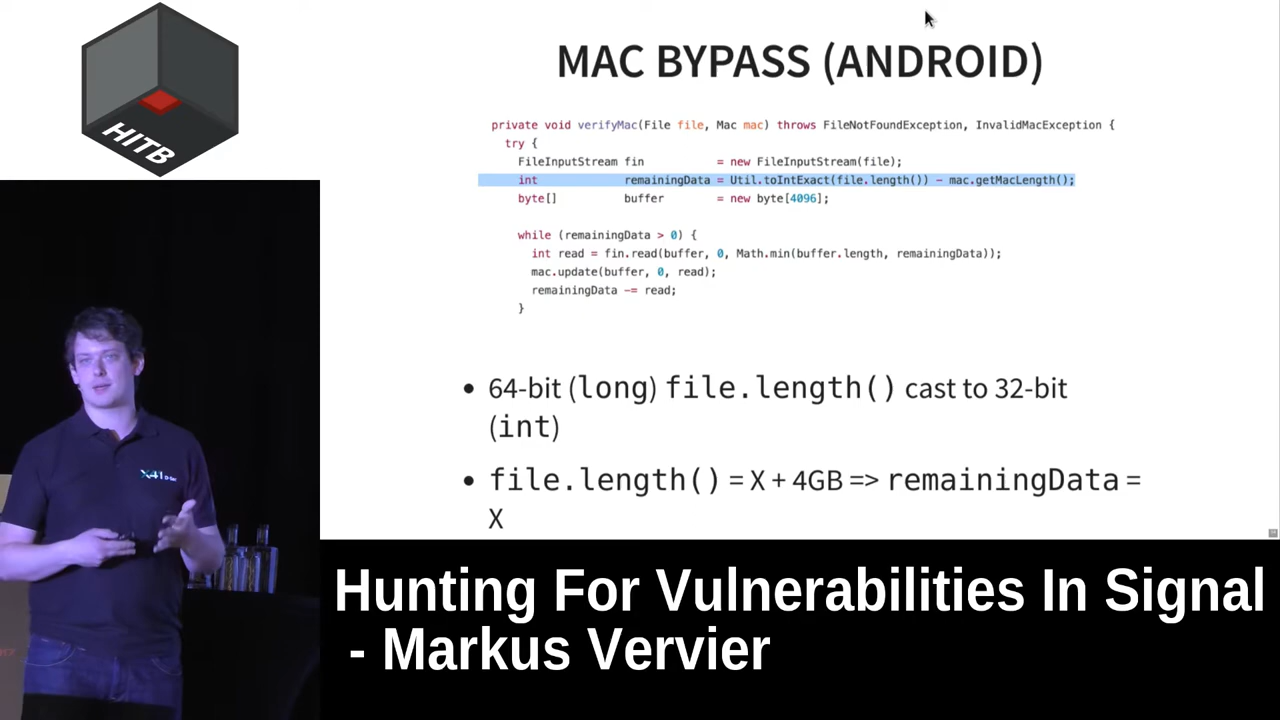 HITB
MAC BYPASS (ANDROID)
private void verifyMac(File file, Mac mac) throws FileNotFoundException, InvalidMacException {
try {
FileInputStream fin = new FileInputStream(file);
int remainingData = Util.toIntExact(file.length()) - mac.getMacLength();
byte[] buffer = new byte[4096];
while (remainingData > 0) {
int read = fin.read(buffer, 0, Math.min(buffer.length, remainingData));
mac.update(buffer, 0, read);
remainingData -= read;
}
• 64-bit (long) file.length() cast to 32-bit
(int)
• file.length() = X + 4GB => remainingData =
X
X41
Hunting For Vulnerabilities In Signal
- Markus Vervier